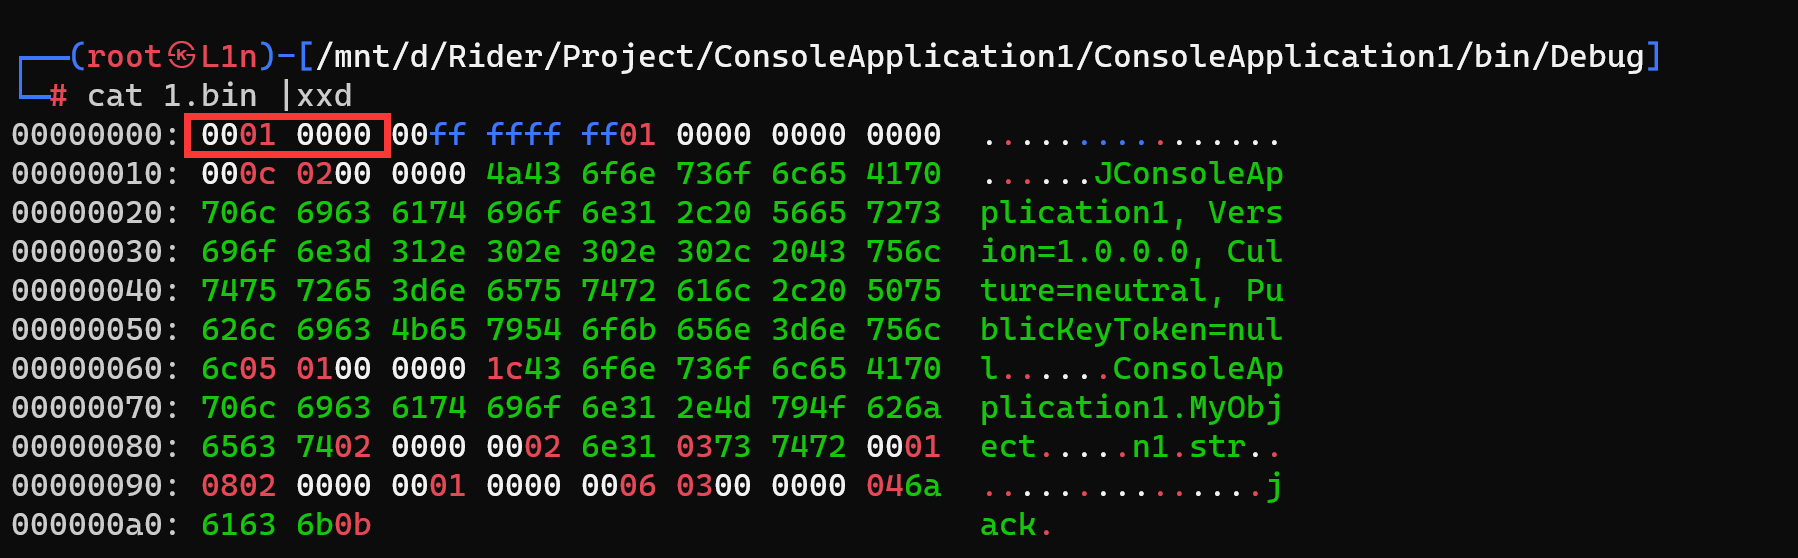 ┌──(root㉿L1n)-[/mnt/d/Rider/Project/ConsoleApplication1/ConsoleApplication1/bin/Debug]
└─# cat 1.bin |xxd
00000000: 0001 0000 00ff ffff ff01 0000 0000 0000  ................
00000010: 000c 0200 0000 4a43 6f6e 736f 6c65 4170  ......JConsoleAp
00000020: 706c 6963 6174 696f 6e31 2c20 5665 7273  plication1, Vers
00000030: 696f 6e3d 312e 302e 302e 302c 2043 756c  ion=1.0.0.0, Cul
00000040: 7475 7265 3d6e 6575 7472 616c 2c20 5075  ture=neutral, Pu
00000050: 626c 6963 4b65 7954 6f6b 656e 3d6e 756c  blicKeyToken=nul
00000060: 6c05 0100 0000 1c43 6f6e 736f 6c65 4170  l......ConsoleAp
00000070: 706c 6963 6174 696f 6e31 2e4d 794f 626a  plication1.MyObj
00000080: 6563 7402 0000 0002 6e31 0373 7472 0001  ect.....n1.str..
00000090: 0802 0000 0001 0000 0006 0300 0000 046a  ...............j
000000a0: 6163 6b0b  ack.